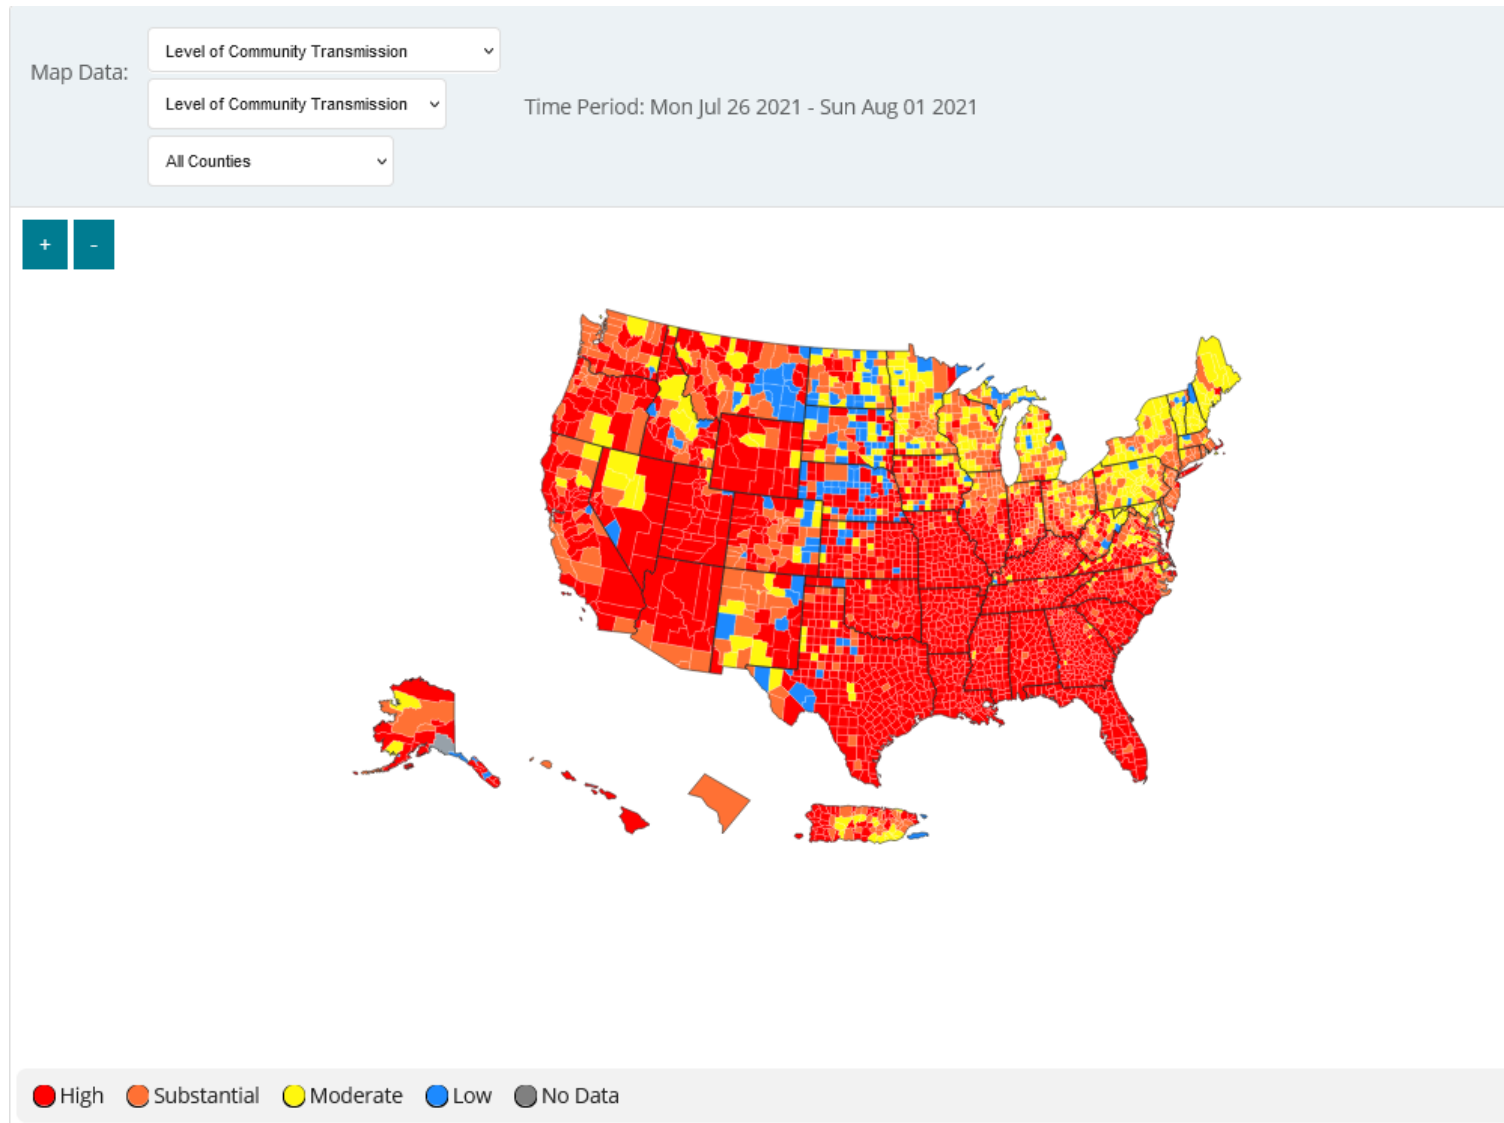 Map Data:
Level of Community Transmission
Level of Community Transmission
All Counties
Time Period: Mon Jul 26 2021 - Sun Aug 01 2021
+ -
High Substantial Moderate Low No Data